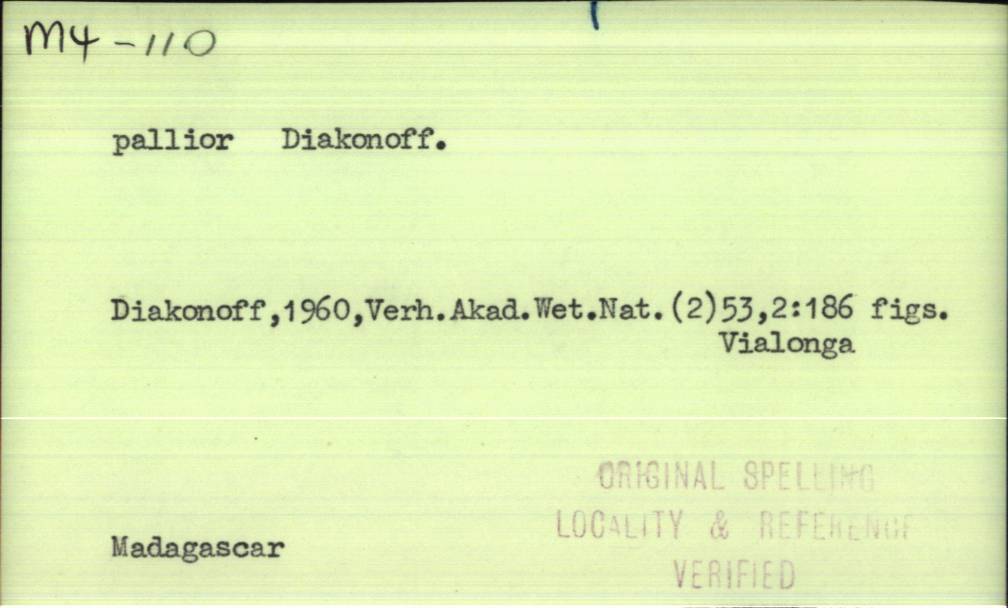 M4-110
pallior Diakonoff.
Diakonoff,1960,Verh.Akad.Wet.Nat.(2)53,2:186 figs.
Vialonga
ORIGINAL SPELLING
LOCALITY & REFERENCE
VERIFIED
Madagascar